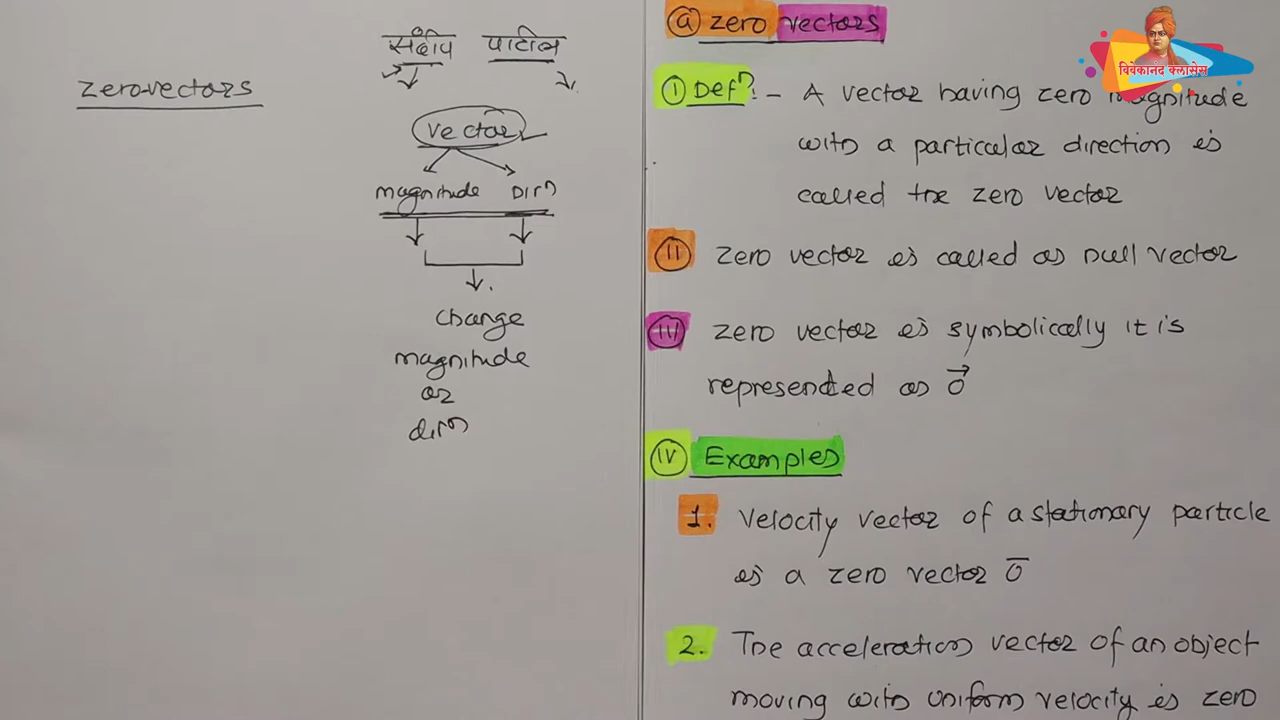 zero vectors
संदीप पाटील
vector
magnitude Dirⁿ
change
magnitude
or
dirⁿ
ⓐ zero vectors
① Defⁿ:- A vector having zero magnitude
with a particular direction is
called the zero vector
II zero vector is called as null vector
III zero vector is symbolically it is
represented as 0⃗
IV Examples
1. velocity vector of a stationary particle
is a zero vector 0̅
2. The acceleration vector of an object
moving with uniform velocity is zero
विवेकानंद क्लासेस